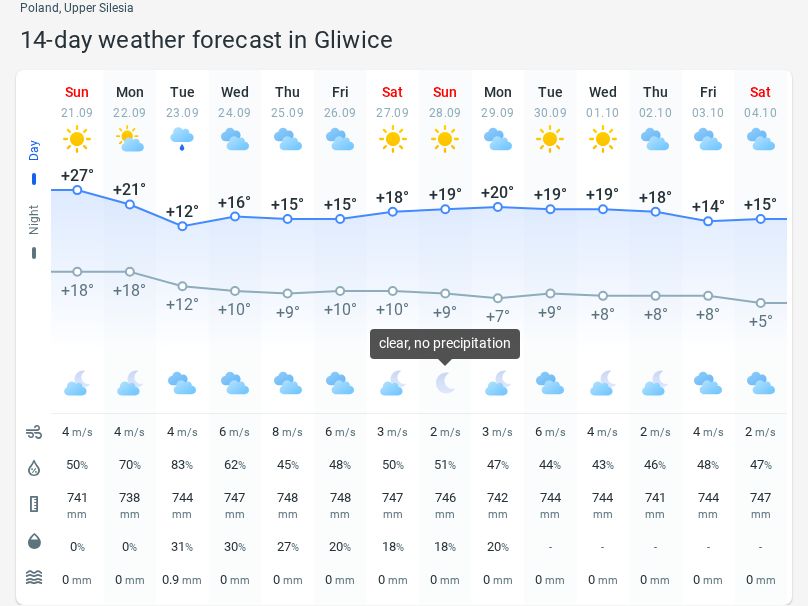 Poland, Upper Silesia
14-day weather forecast in Gliwice
Sun Mon Tue Wed Thu Fri Sat Sun Mon Tue Wed Thu Fri Sat
21.09 22.09 23.09 24.09 25.09 26.09 27.09 28.09 29.09 30.09 01.10 02.10 03.10 04.10
Day
+27° +21° +12° +16° +15° +15° +18° +19° +20° +19° +19° +18° +14° +15°
Night
+18° +18° +12° +10° +9° +10° +10° +9° +7° +9° +8° +8° +8° +5°
clear, no precipitation
4 m/s 4 m/s 4 m/s 6 m/s 8 m/s 6 m/s 3 m/s 2 m/s 3 m/s 6 m/s 4 m/s 2 m/s 4 m/s 2 m/s
50% 70% 83% 62% 45% 48% 50% 51% 47% 44% 43% 46% 48% 47%
741 738 744 747 748 748 747 746 742 744 744 741 744 747
mm mm mm mm mm mm mm mm mm mm mm mm mm mm
0% 0% 31% 30% 27% 20% 18% 18% 20% - - - - -
0 mm 0 mm 0.9 mm 0 mm 0 mm 0 mm 0 mm 0 mm 0 mm 0 mm 0 mm 0 mm 0 mm 0 mm